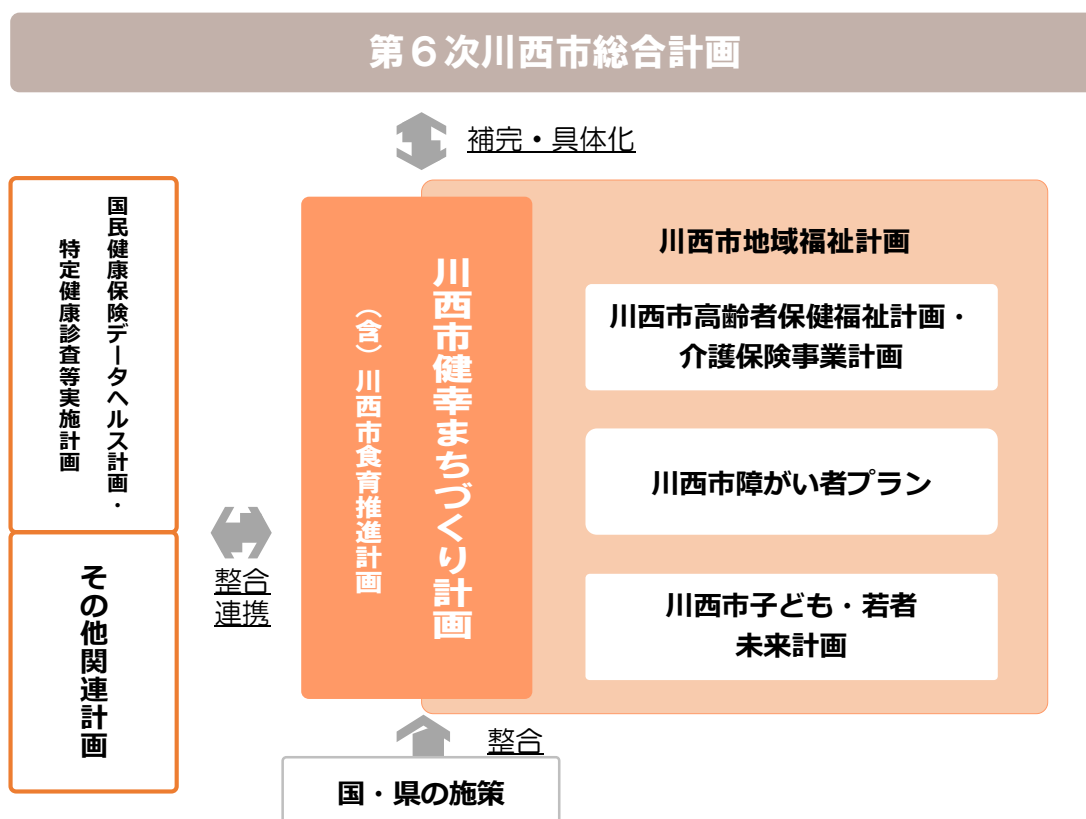 第６次川西市総合計画
補完・具体化
国民健康保険データヘルス計画・
特定健康診査等実施計画
その他関連計画
整合
連携
川西市健幸まちづくり計画
（含）川西市食育推進計画
川西市地域福祉計画
川西市高齢者保健福祉計画・
介護保険事業計画
川西市障がい者プラン
川西市子ども・若者
未来計画
整合
国・県の施策